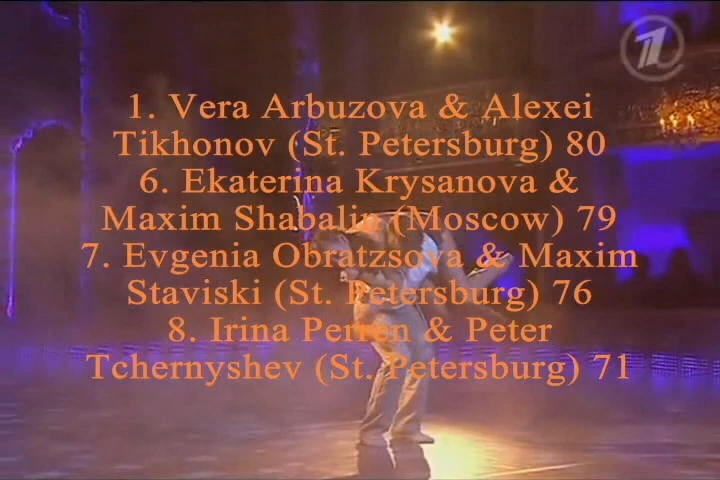 1. Vera Arbuzova & Alexei
Tikhonov (St. Petersburg) 80
6. Ekaterina Krysanova &
Maxim Shabalin (Moscow) 79
7. Evgenia Obratzsova & Maxim
Staviski (St. Petersburg) 76
8. Irina Perren & Peter
Tchernyshev (St. Petersburg) 71
1